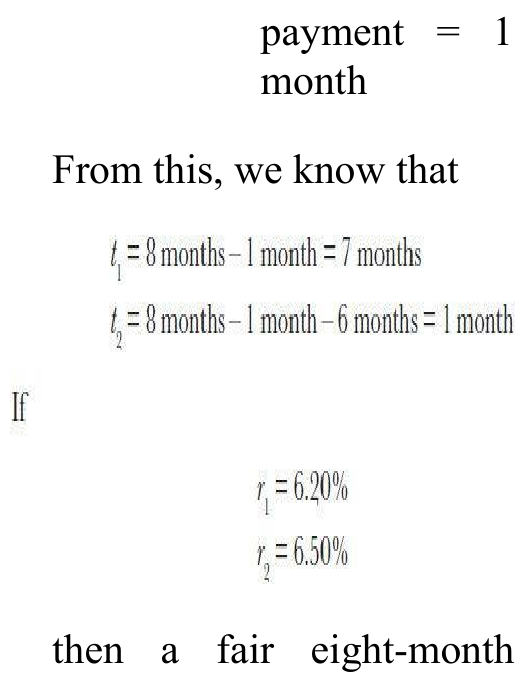 payment = 1
month
From this, we know that
t₁ = 8 months – 1 month = 7 months
t₂ = 8 months – 1 month – 6 months = 1 month
If
r₁ = 6.20%
r₂ = 6.50%
then a fair eight-month